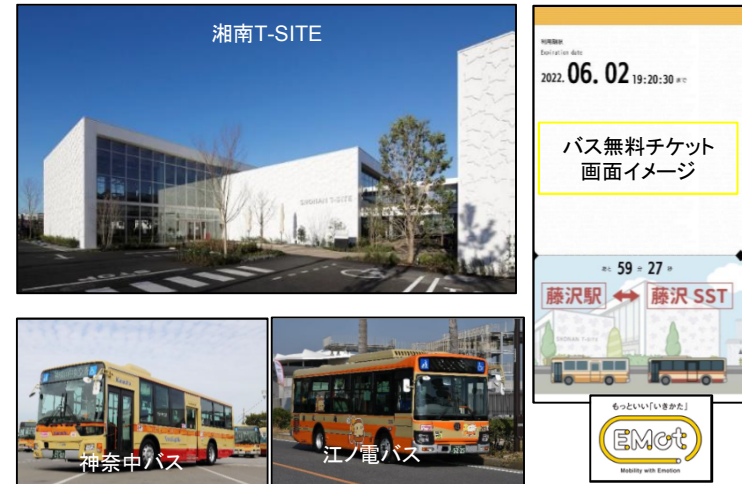 湘南T-SITE
SHONAN T-SITE
神奈中バス
江ノ電バス
利用期限
Expiration date
2022. 06. 02 19:20:30 まで
バス無料チケット
画面イメージ
あと 59 分 27 秒
藤沢駅 ↔ 藤沢 SST
SHONAN T-SITE
もっといい「いきかた」
EMot
Mobility with Emotion